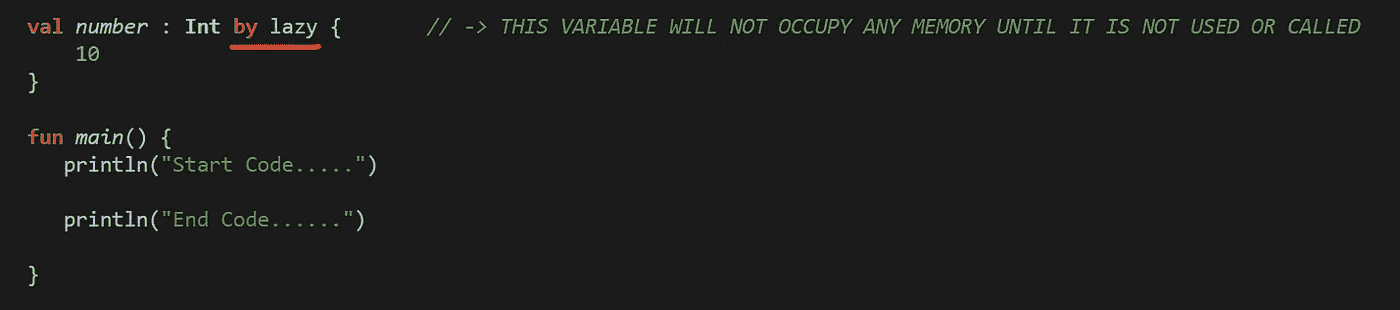 val number : Int by lazy {       // -> THIS VARIABLE WILL NOT OCCUPY ANY MEMORY UNTIL IT IS NOT USED OR CALLED
    10
}
fun main() {
   println("Start Code.....")
   println("End Code......")
}